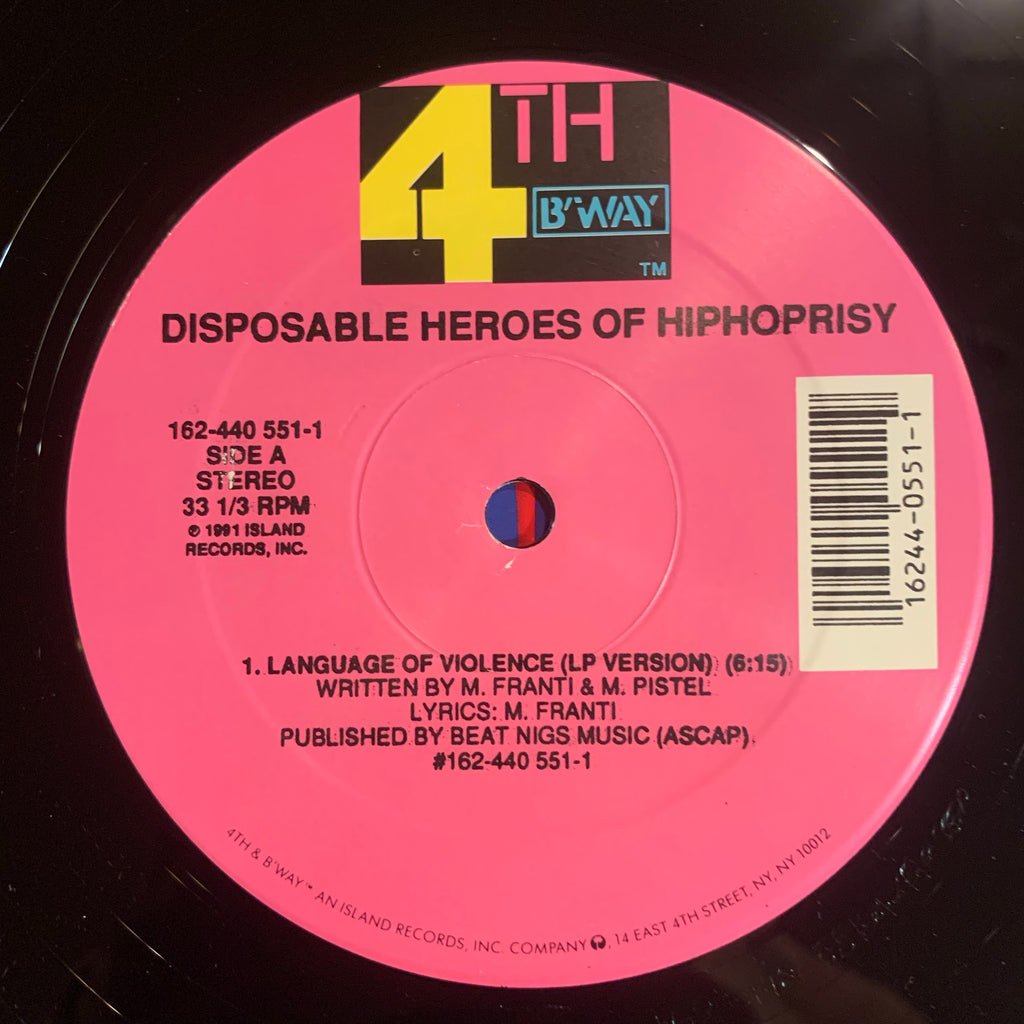 4TH
B'WAY
TM
DISPOSABLE HEROES OF HIPHOPRISY
162-440 551-1
SIDE A
STEREO
33 1/3 RPM
℗ 1991 ISLAND
RECORDS, INC.
16244-0551-1
1. LANGUAGE OF VIOLENCE (LP VERSION) (6:15)
WRITTEN BY M. FRANTI & M. PISTEL
LYRICS: M. FRANTI
PUBLISHED BY BEAT NIGS MUSIC (ASCAP).
#162-440 551-1
4TH & B'WAY™ AN ISLAND RECORDS, INC. COMPANY, 14 EAST 4TH STREET, NY, NY 10012